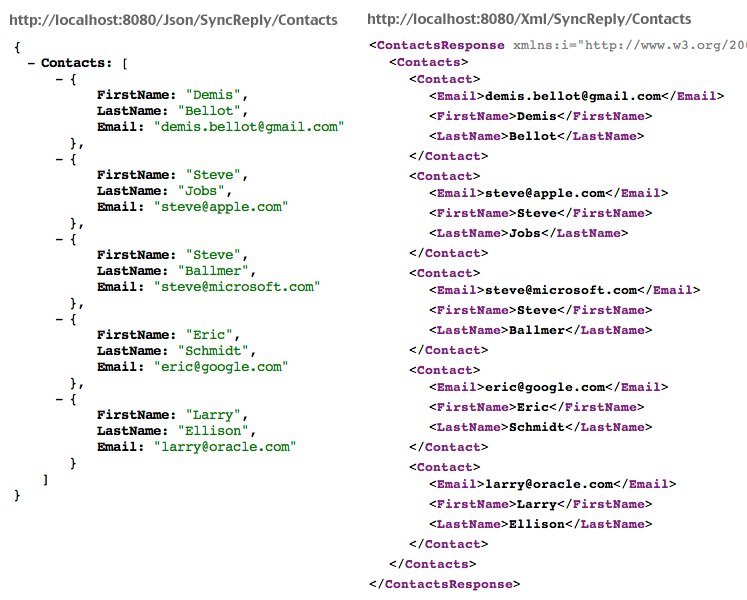 http://localhost:8080/Json/SyncReply/Contacts
{
- Contacts: [
- {
FirstName: "Demis",
LastName: "Bellot",
Email: "demis.bellot@gmail.com"
},
- {
FirstName: "Steve",
LastName: "Jobs",
Email: "steve@apple.com"
},
- {
FirstName: "Steve",
LastName: "Ballmer",
Email: "steve@microsoft.com"
},
- {
FirstName: "Eric",
LastName: "Schmidt",
Email: "eric@google.com"
},
- {
FirstName: "Larry",
LastName: "Ellison",
Email: "larry@oracle.com"
}
]
}
http://localhost:8080/Xml/SyncReply/Contacts
<ContactsResponse xmlns:i="http://www.w3.org/200
<Contacts>
<Contact>
<Email>demis.bellot@gmail.com</Email>
<FirstName>Demis</FirstName>
<LastName>Bellot</LastName>
</Contact>
<Contact>
<Email>steve@apple.com</Email>
<FirstName>Steve</FirstName>
<LastName>Jobs</LastName>
</Contact>
<Contact>
<Email>steve@microsoft.com</Email>
<FirstName>Steve</FirstName>
<LastName>Ballmer</LastName>
</Contact>
<Contact>
<Email>eric@google.com</Email>
<FirstName>Eric</FirstName>
<LastName>Schmidt</LastName>
</Contact>
<Contact>
<Email>larry@oracle.com</Email>
<FirstName>Larry</FirstName>
<LastName>Ellison</LastName>
</Contact>
</Contacts>
</ContactsResponse>